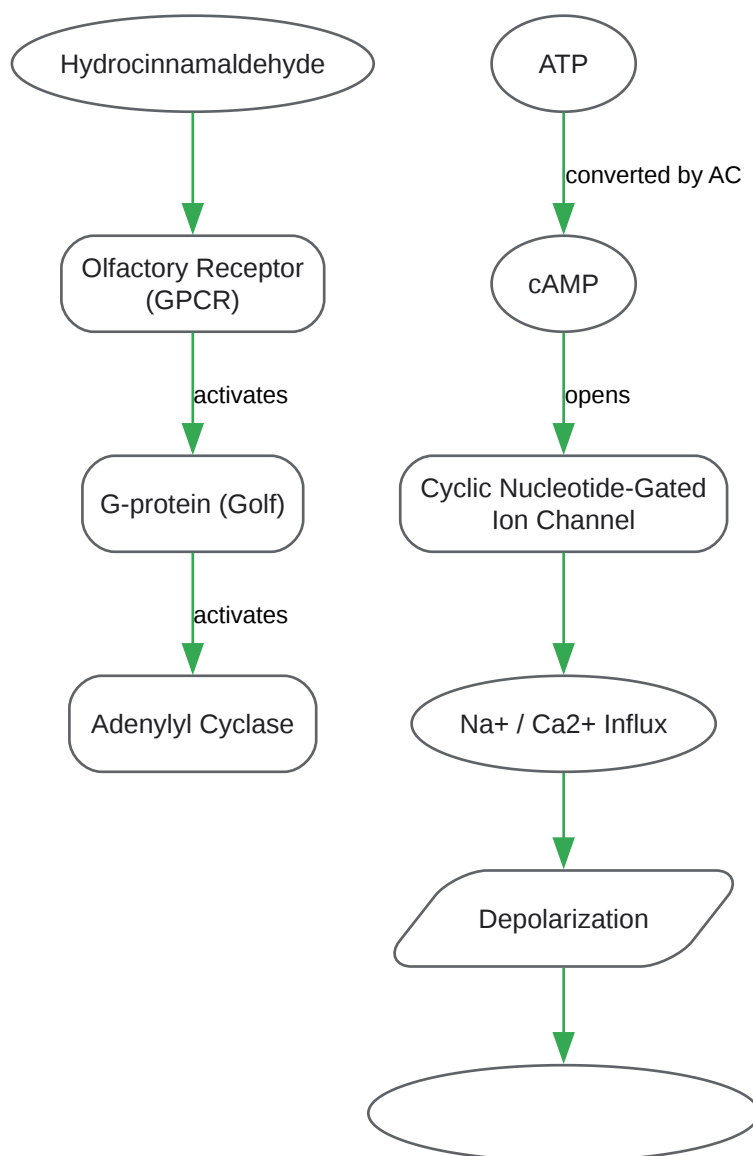 Hydrocinnamaldehyde
Olfactory Receptor
(GPCR)
activates
G-protein (Golf)
activates
Adenylyl Cyclase
ATP
converted by AC
cAMP
opens
Cyclic Nucleotide-Gated
Ion Channel
Na+ / Ca2+ Influx
Depolarization